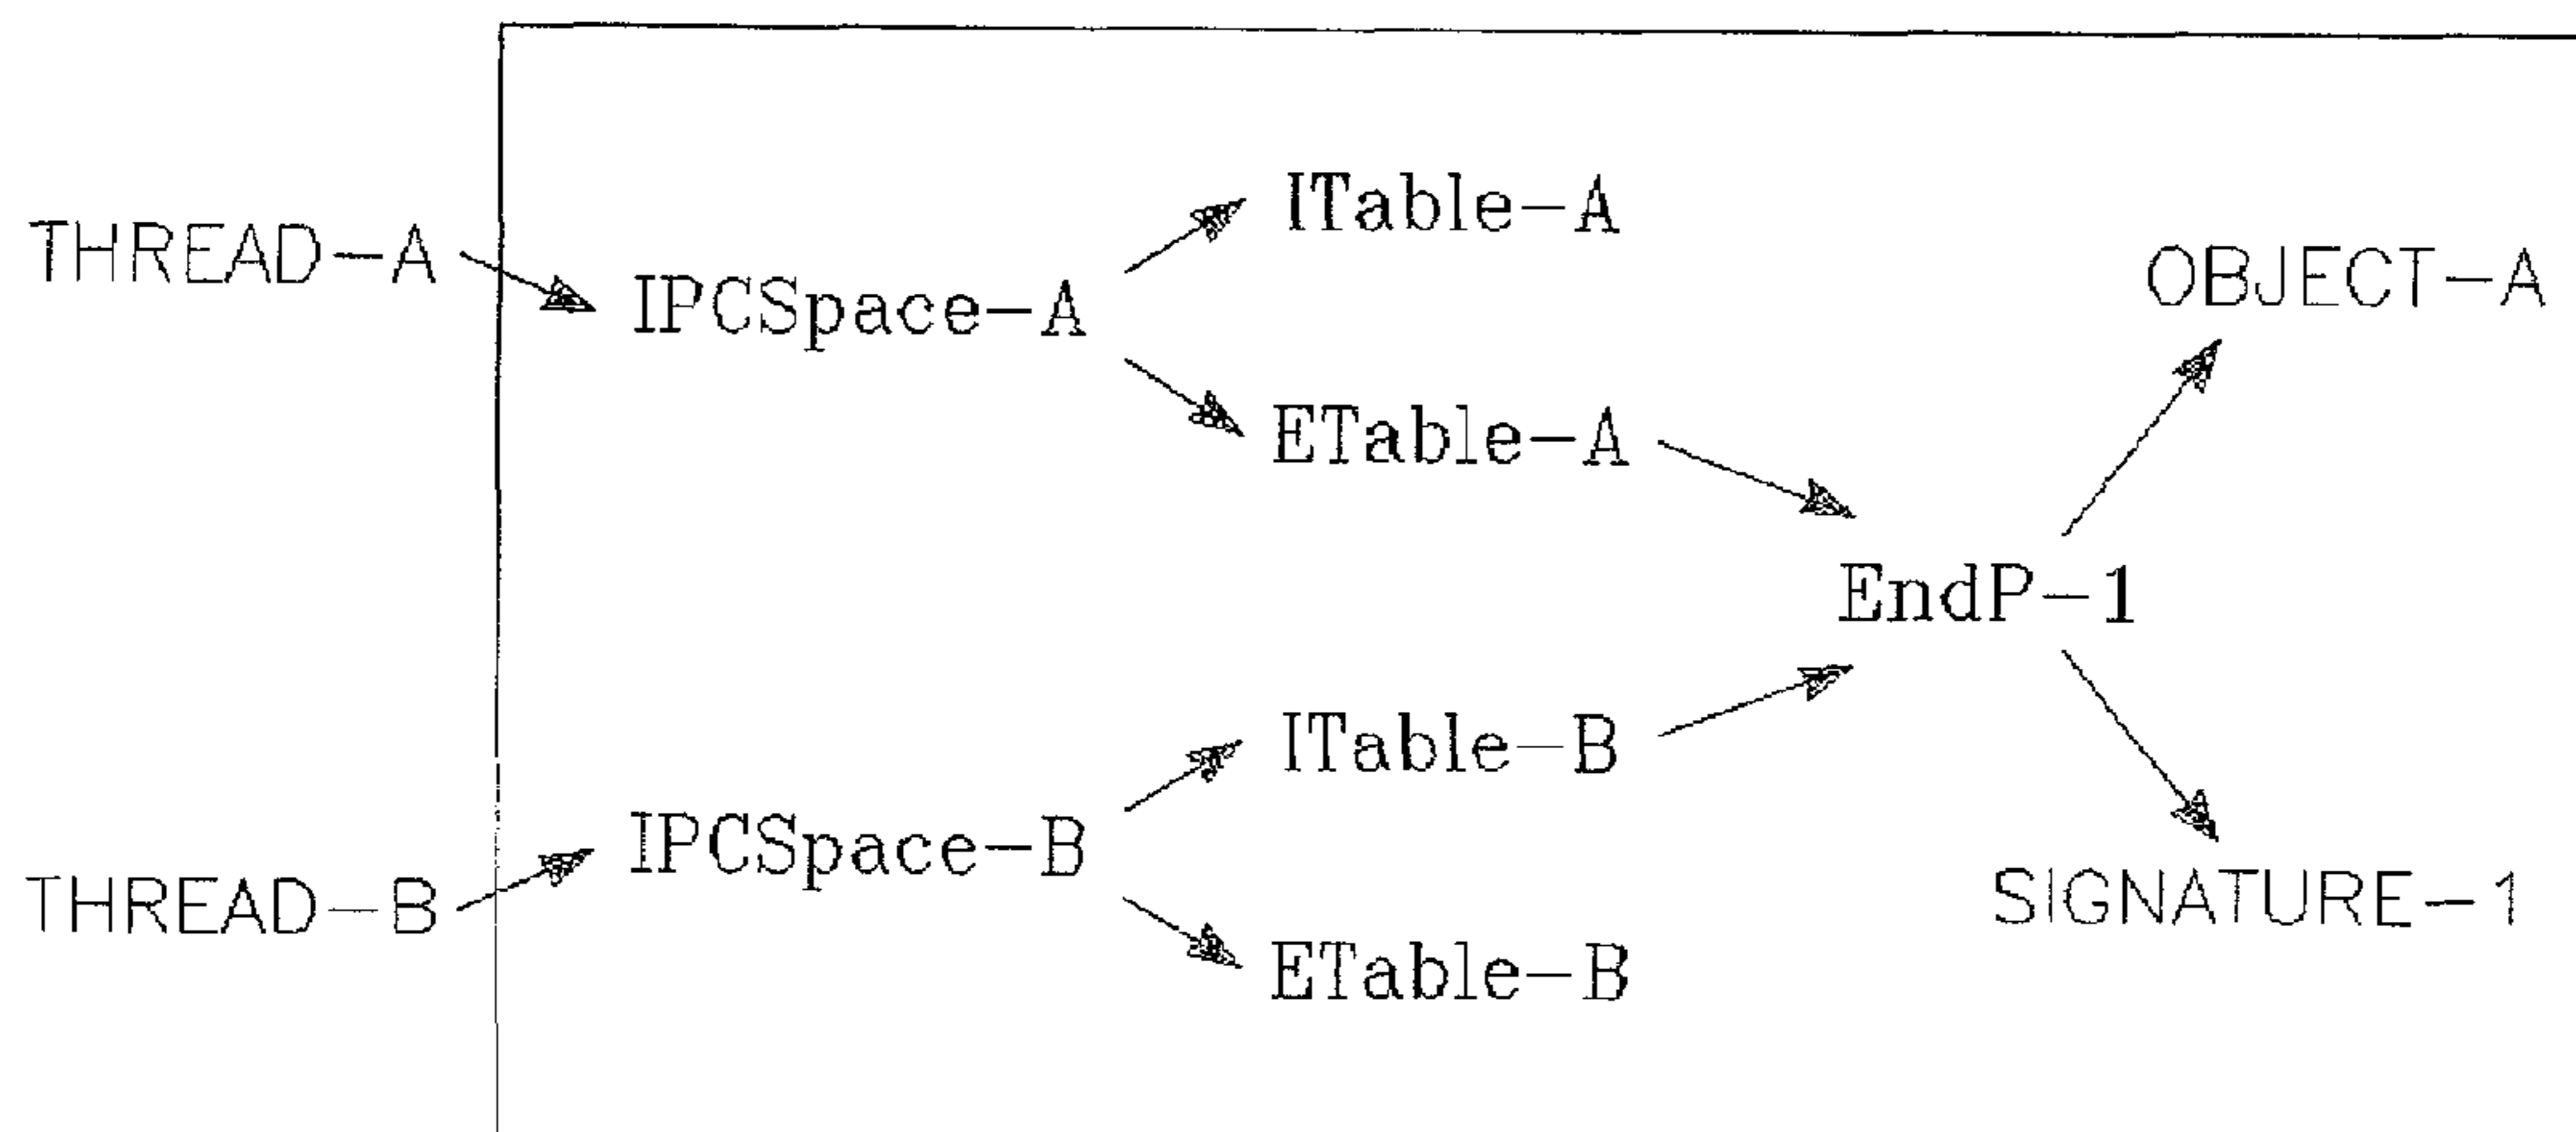 ITable-A
THREAD-A
OBJECT-A
IPCSpace-A
ETable-A
EndP-1
ITable-B
IPCSpace-B
THREAD-B
SIGNATURE-1
ETable-B